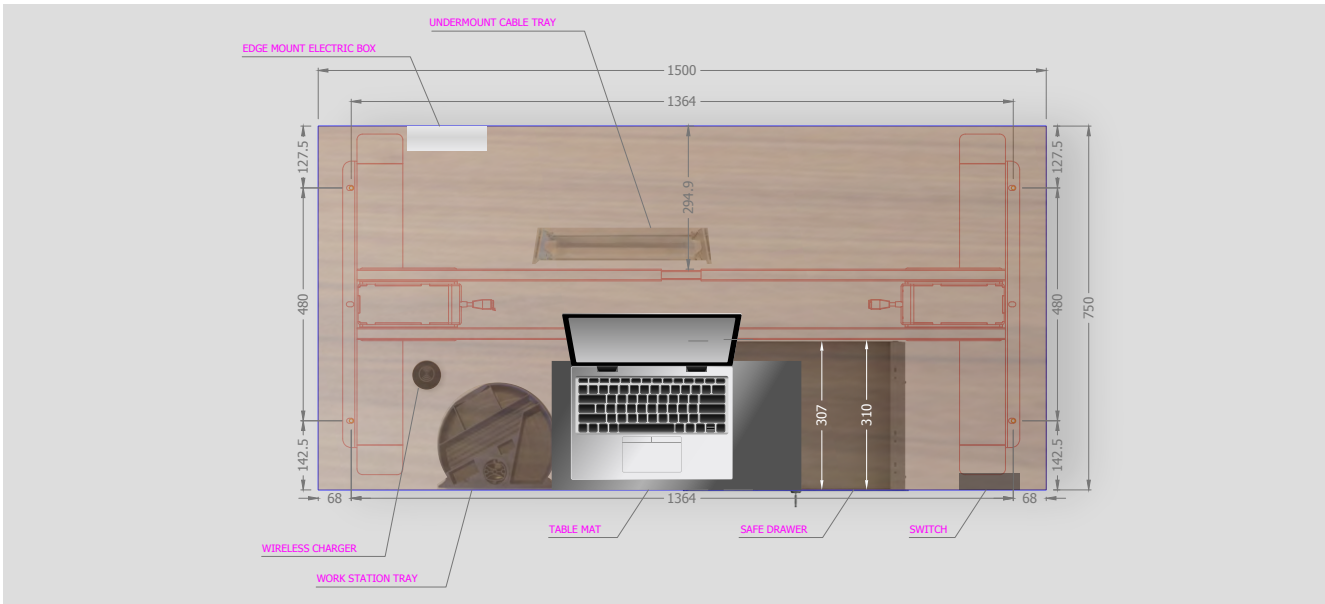 UNDERMOUNT CABLE TRAY
EDGE MOUNT ELECTRIC BOX
1500
1364
127.5
127.5
294.9
480
480
750
307
310
142.5
142.5
68
1364
68
TABLE MAT
SAFE DRAWER
SWITCH
WIRELESS CHARGER
WORK STATION TRAY